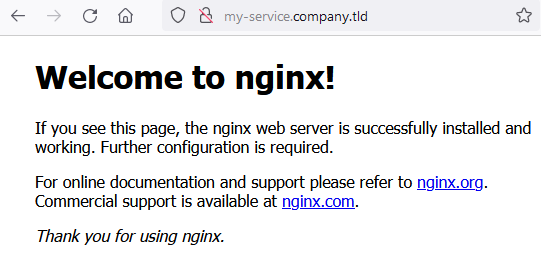 my-service.company.tld
Welcome to nginx!
If you see this page, the nginx web server is successfully installed and
working. Further configuration is required.
For online documentation and support please refer to nginx.org.
Commercial support is available at nginx.com.
Thank you for using nginx.